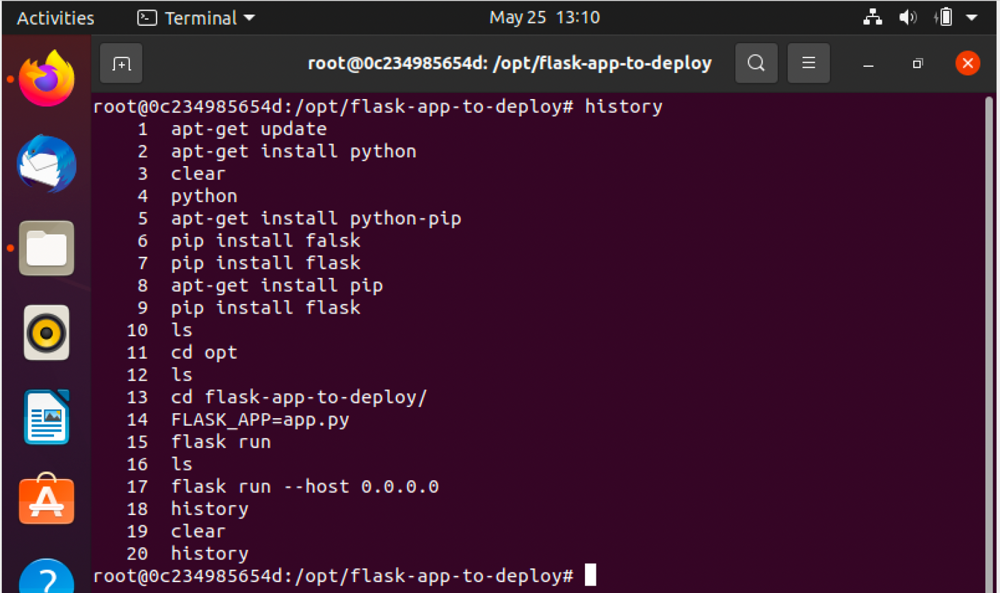 Activities
Terminal
May 25 13:10
root@0c234985654d: /opt/flask-app-to-deploy
root@0c234985654d:/opt/flask-app-to-deploy# history
1 apt-get update
2 apt-get install python
3 clear
4 python
5 apt-get install python-pip
6 pip install falsk
7 pip install flask
8 apt-get install pip
9 pip install flask
10 ls
11 cd opt
12 ls
13 cd flask-app-to-deploy/
14 FLASK_APP=app.py
15 flask run
16 ls
17 flask run --host 0.0.0.0
18 history
19 clear
20 history
root@0c234985654d:/opt/flask-app-to-deploy#